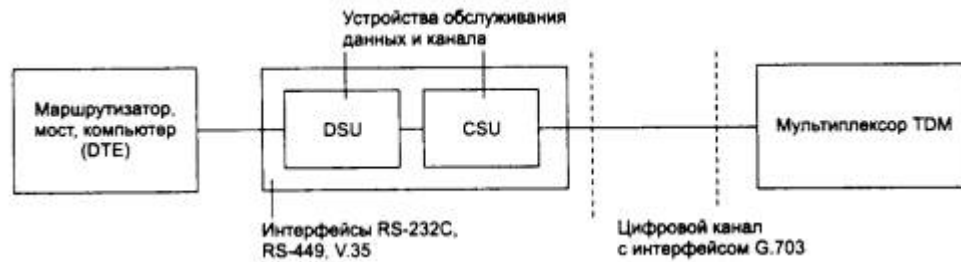 Устройства обслуживания
данных и канала
Маршрутизатор,
мост, компьютер
(DTE)
DSU
CSU
Мультиплексор TDM
Интерфейсы RS-232C,
RS-449, V.35
Цифровой канал
с интерфейсом G.703